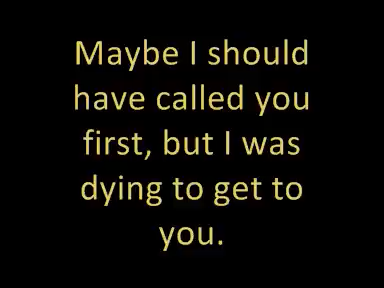 Maybe I should
have called you
first, but I was
dying to get to
you.